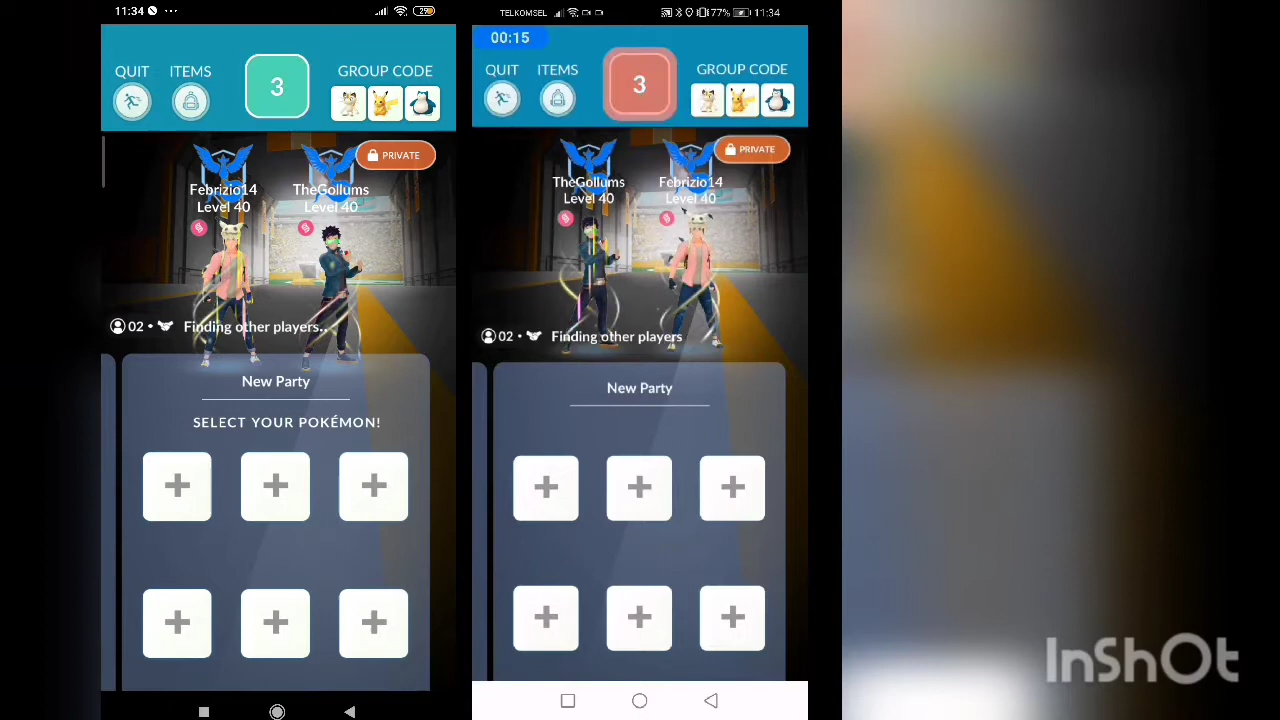 11:34
29
QUIT
ITEMS
3
GROUP CODE
PRIVATE
Febrizio14
Level 40
TheGollums
Level 40
02 • Finding other players..
New Party
SELECT YOUR POKÉMON!
TELKOMSEL
77%
11:34
00:15
QUIT
ITEMS
3
GROUP CODE
PRIVATE
TheGollums
Level 40
Febrizio14
Level 40
02 • Finding other players
New Party
InShOt